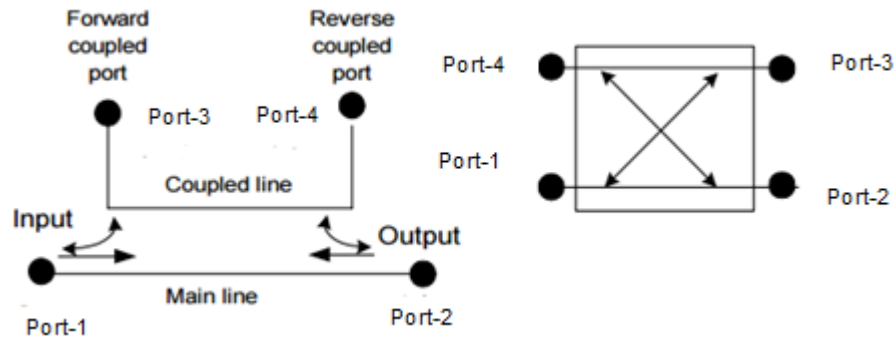 Forward
coupled
port
Reverse
coupled
port
Port-3
Port-4
Coupled line
Input
Output
Main line
Port-1
Port-2
Port-4
Port-3
Port-1
Port-2